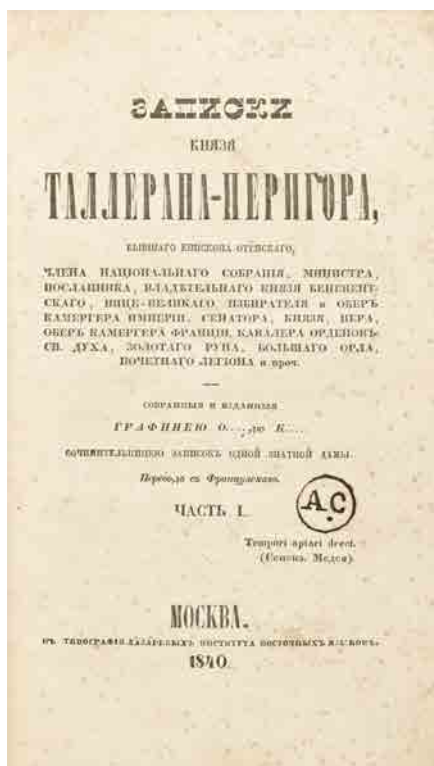 ЗАПИСКИ
КНЯЗЯ
ТАЛЛЕРАНА-ПЕРИГОРА,
БЫВШАГО ЕПИСКОПА ОТЕНСКАГО,
ЧЛЕНА НАЦІОНАЛЬНАГО СОБРАНІЯ, МИНИСТРА,
ПОСЛАННИКА, ВЛАДѢТЕЛЬНАГО КНЯЗЯ БЕНЕВЕНТ-
СКАГО, ВИЦЕ-ВЕЛИКАГО ИЗБИРАТЕЛЯ и ОБЕРЪ
КАМЕРГЕРА ИМПЕРІИ, СЕНАТОРА, КНЯЗЯ, ПЕРА,
ОБЕРЪ КАМЕРГЕРА ФРАНЦІИ, КАВАЛЕРА ОРДЕНОВЪ
СВ. ДУХА, ЗОЛОТАГО РУНА, БОЛЬШАГО ОРЛА,
ПОЧЕТНАГО ЛЕГІОНА и проч.
СОБРАННЫЯ И ИЗДАННЫЯ
ГРАФИНЕЮ О.... ДЮ К....
СОЧИНИТЕЛЬНИЦЕЮ ЗАПИСОКЪ ОДНОЙ ЗНАТНОЙ ДАМЫ.
Переводъ съ Французскаго.
ЧАСТЬ I.
А.С
Tempori aptari decet.
(Сенек. Медея).
МОСКВА.
ВЪ ТИПОГРАФІИ ЛАЗАРЕВЫХЪ ИНСТИТУТА ВОСТОЧНЫХЪ ЯЗЫКОВЪ.
1840